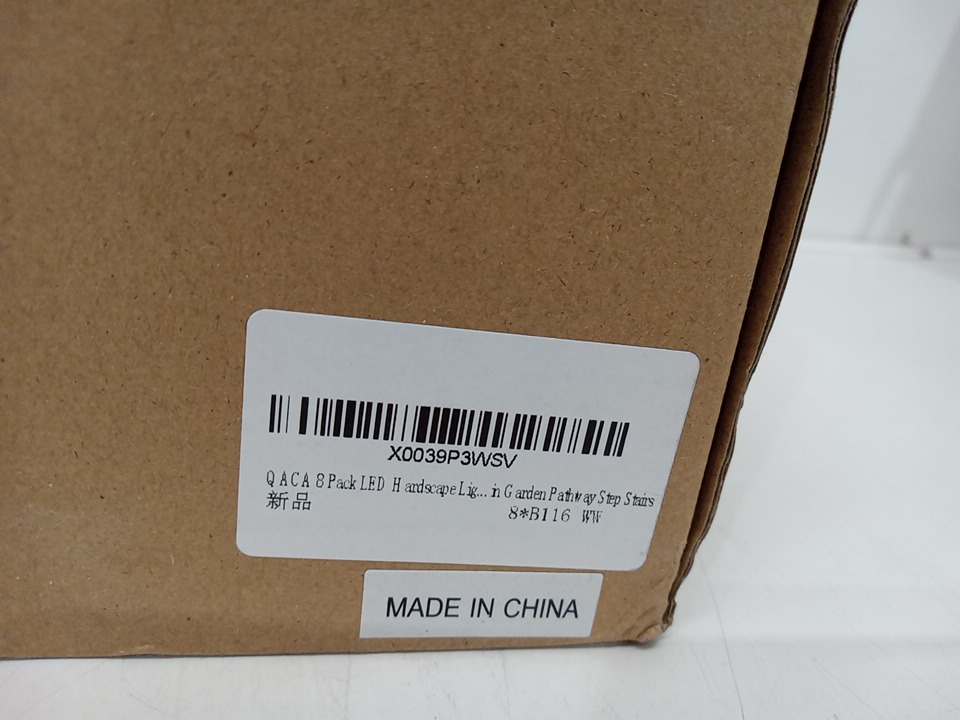 X0039P3WSV
QACA 8 Pack LED Hardscape Lig... in Garden Pathway Step Stairs
新品 8*B116 WW
MADE IN CHINA